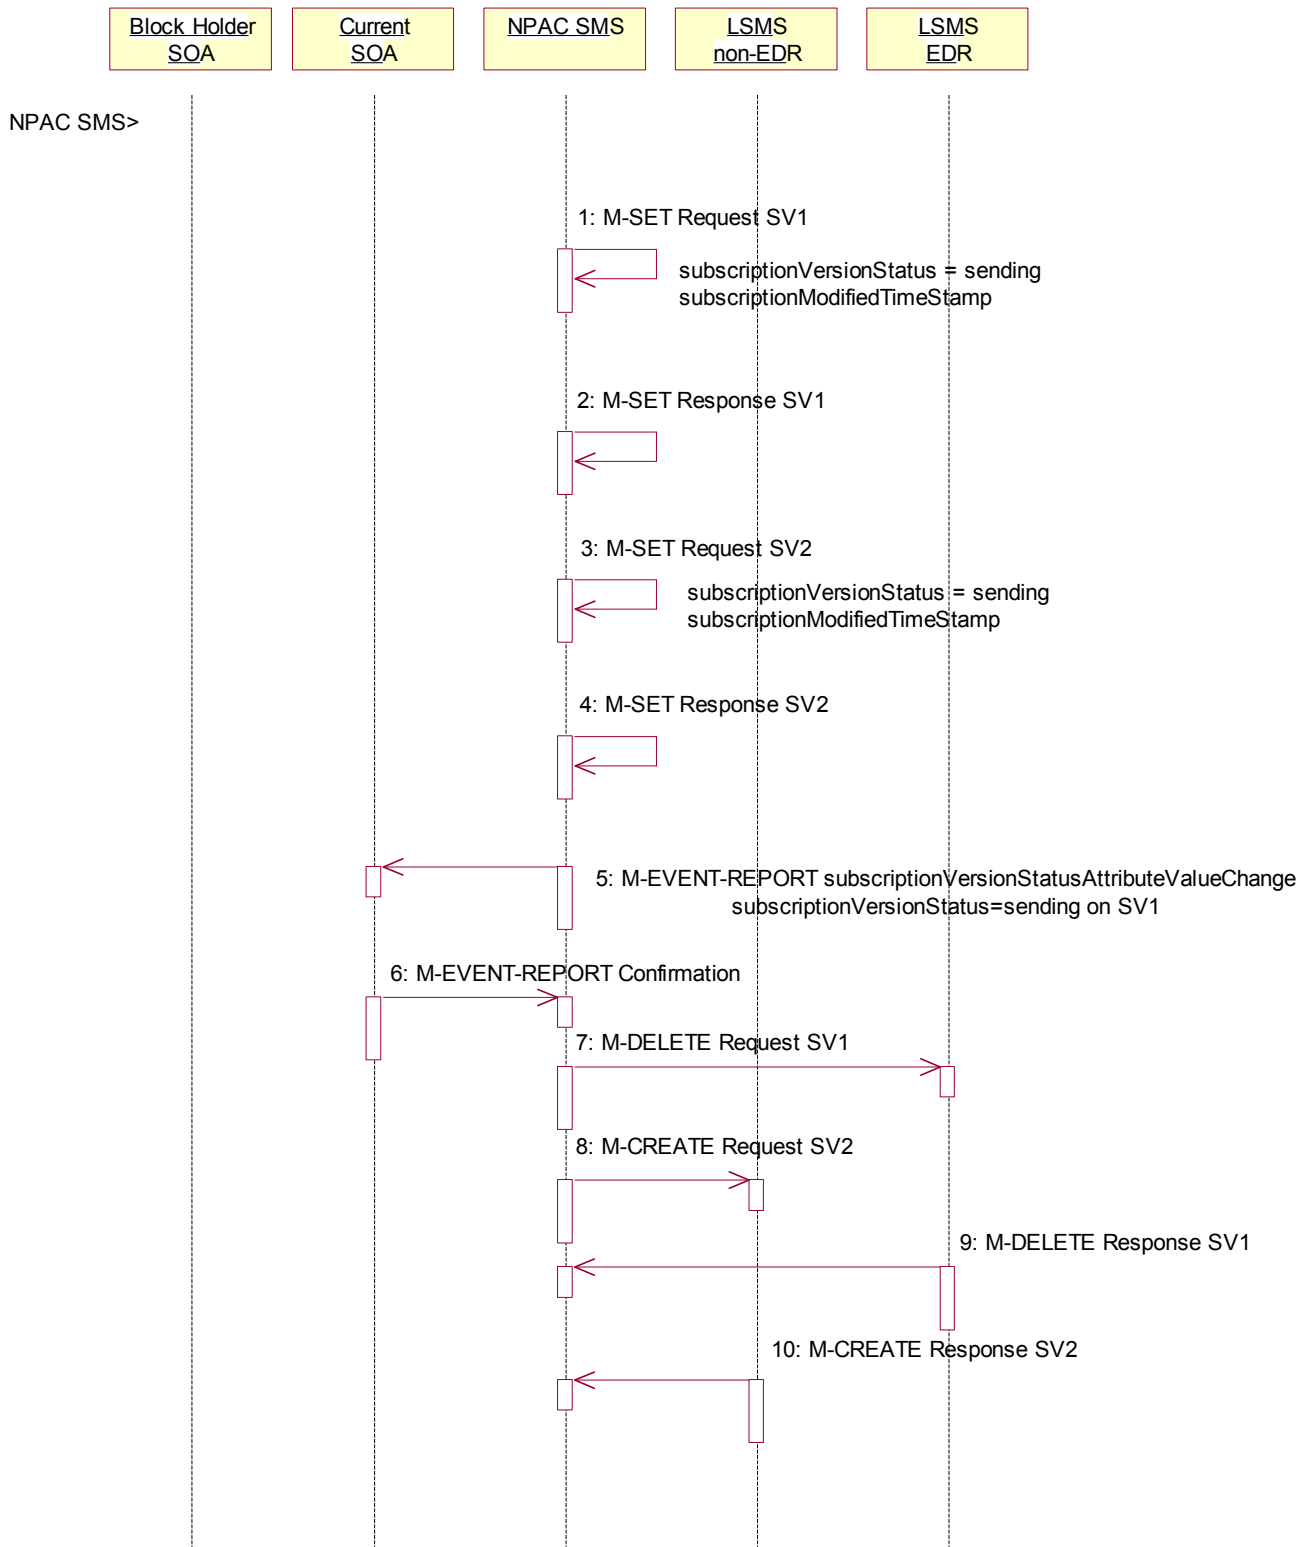 Block Holder
SOA
Current
SOA
NPAC SMS
LSMS
non-EDR
LSMS
EDR
NPAC SMS>
1: M-SET Request SV1
subscriptionVersionStatus = sending
subscriptionModifiedTimeStamp
2: M-SET Response SV1
3: M-SET Request SV2
subscriptionVersionStatus = sending
subscriptionModifiedTimeStamp
4: M-SET Response SV2
5: M-EVENT-REPORT subscriptionVersionStatusAttributeValueChange
subscriptionVersionStatus=sending on SV1
6: M-EVENT-REPORT Confirmation
7: M-DELETE Request SV1
8: M-CREATE Request SV2
9: M-DELETE Response SV1
10: M-CREATE Response SV2